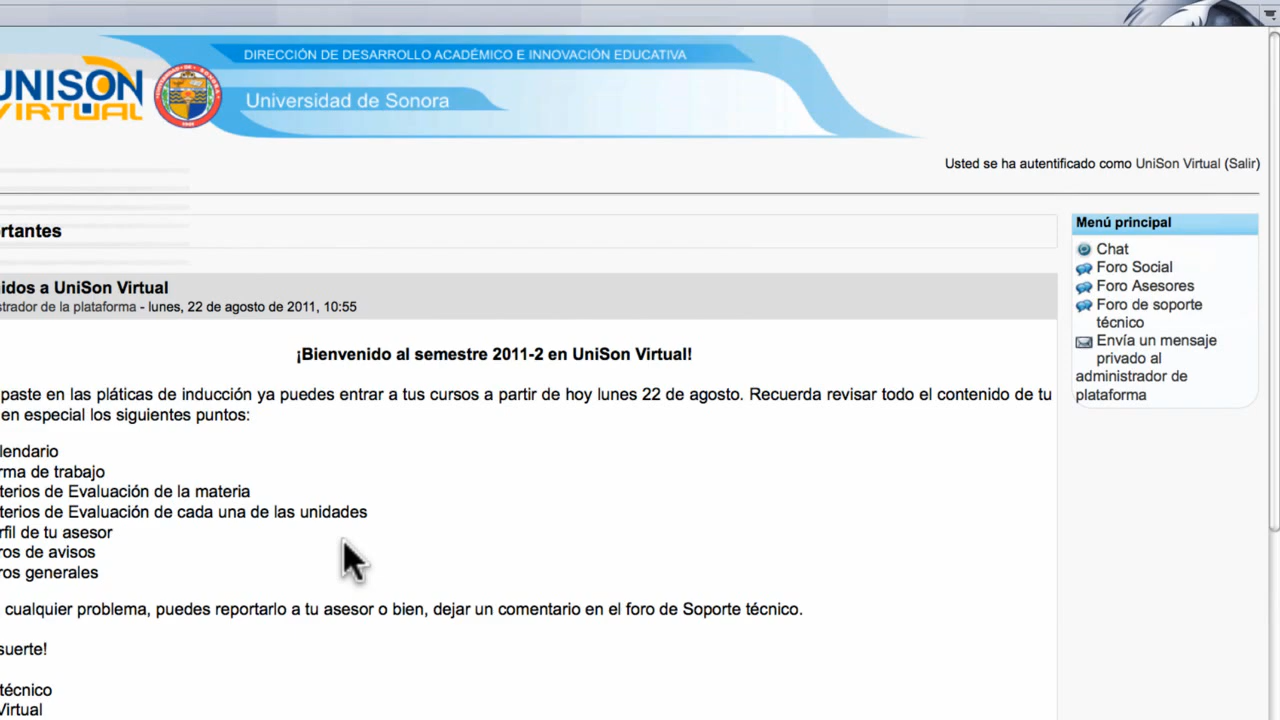 DIRECCIÓN DE DESARROLLO ACADÉMICO E INNOVACIÓN EDUCATIVA
UNISON
VIRTUAL
Universidad de Sonora
Usted se ha autentificado como UniSon Virtual (Salir)
rtantes
idos a UniSon Virtual
strador de la plataforma - lunes, 22 de agosto de 2011, 10:55
¡Bienvenido al semestre 2011-2 en UniSon Virtual!
paste en las pláticas de inducción ya puedes entrar a tus cursos a partir de hoy lunes 22 de agosto. Recuerda revisar todo el contenido de tu
en especial los siguientes puntos:
lendario
rma de trabajo
terios de Evaluación de la materia
terios de Evaluación de cada una de las unidades
rfil de tu asesor
ros de avisos
ros generales
cualquier problema, puedes reportarlo a tu asesor o bien, dejar un comentario en el foro de Soporte técnico.
suerte!
técnico
Virtual
Menú principal
Chat
Foro Social
Foro Asesores
Foro de soporte
técnico
Envía un mensaje
privado al
administrador de
plataforma